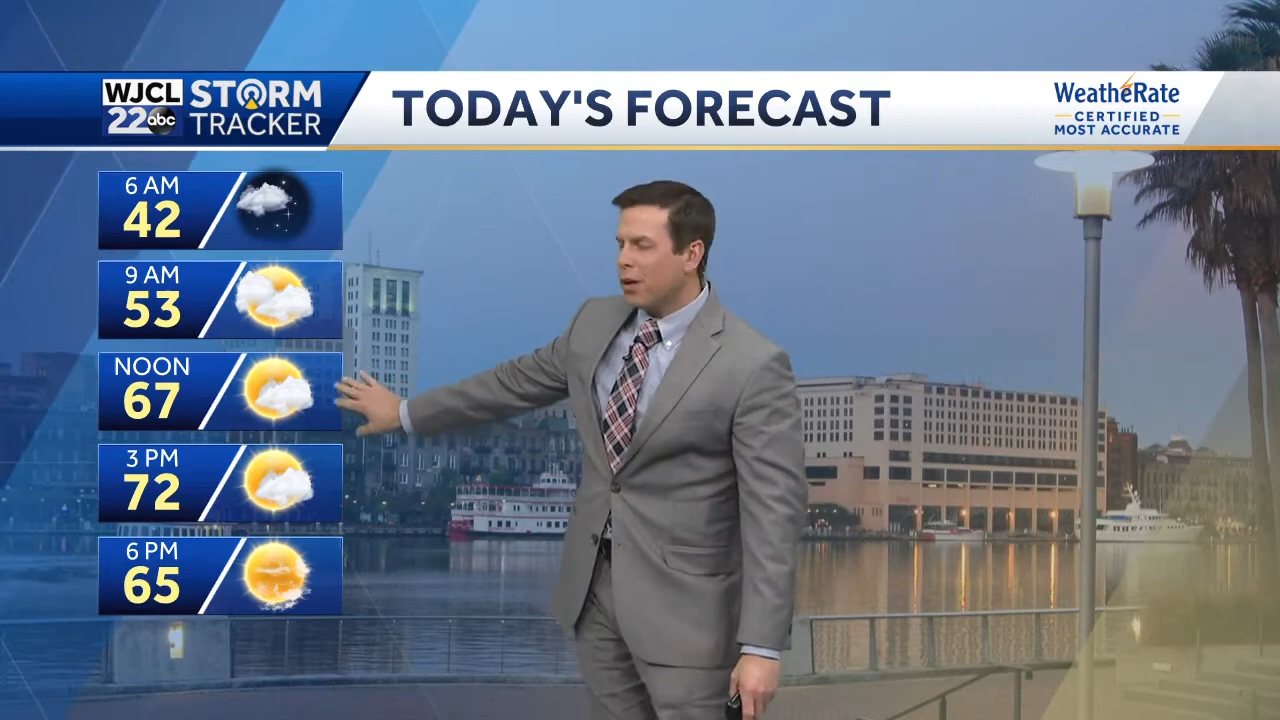 WJCL
22 abc
STORM
TRACKER
TODAY'S FORECAST
WeatheRate
CERTIFIED
MOST ACCURATE
6 AM
42
9 AM
53
NOON
67
3 PM
72
6 PM
65